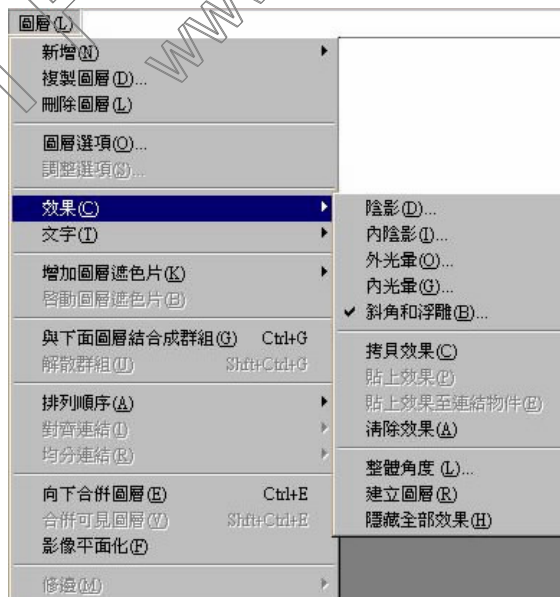 圖層(L)
新增(N)
複製圖層(D)...
刪除圖層(L)
圖層選項(O)...
調整選項(S)...
效果(C)
文字(T)
增加圖層遮色片(K)
啟動圖層遮色片(B)
與下面圖層結合成群組(G) Ctrl+G
解散群組(U) Shft+Ctrl+G
排列順序(A)
對齊連結(I)
均分連結(R)
向下合併圖層(E) Ctrl+E
合併可見圖層(V) Shft+Ctrl+E
影像平面化(F)
修邊(M)
陰影(D)...
內陰影(I)...
外光暈(O)...
內光暈(G)...
斜角和浮雕(B)...
拷貝效果(C)
貼上效果(P)
貼上效果至連結物件(E)
清除效果(A)
整體角度 (L)...
建立圖層(R)
隱藏全部效果(H)